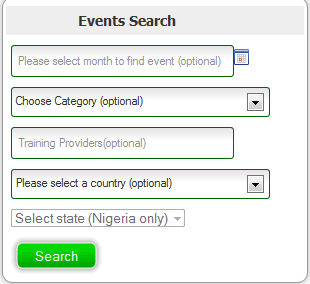 Events Search
Please select month to find event (optional)
Choose Category (optional)
Training Providers(optional)
Please select a country (optional)
Select state (Nigeria only)
Search